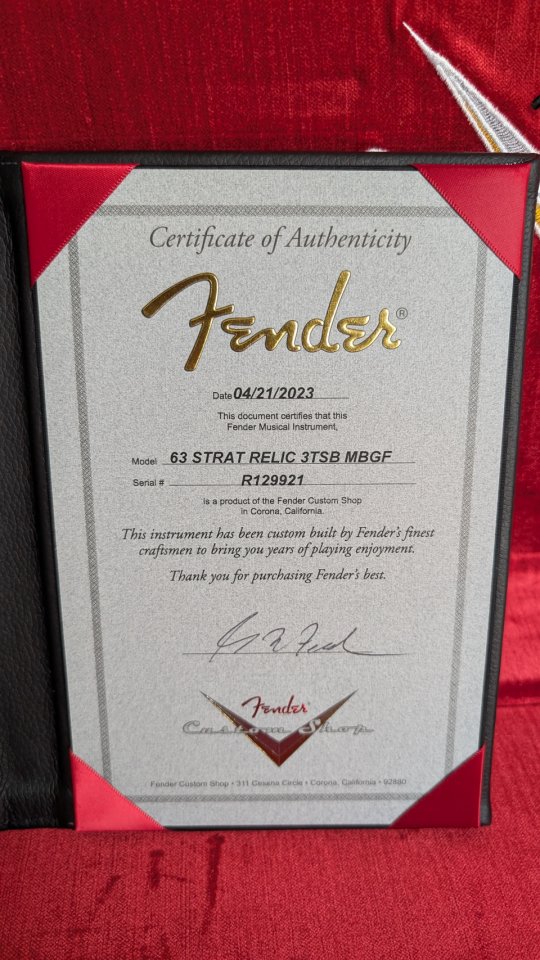 Certificate of Authenticity
Fender®
Date 04/21/2023
This document certifies that this
Fender Musical Instrument,
Model 63 STRAT RELIC 3TSB MBGF
Serial # R129921
is a product of the Fender Custom Shop
in Corona, California.
This instrument has been custom built by Fender's finest
craftsmen to bring you years of playing enjoyment.
Thank you for purchasing Fender's best.
Fender
Custom Shop
Fender Custom Shop • 311 Cessna Circle • Corona, California • 92880